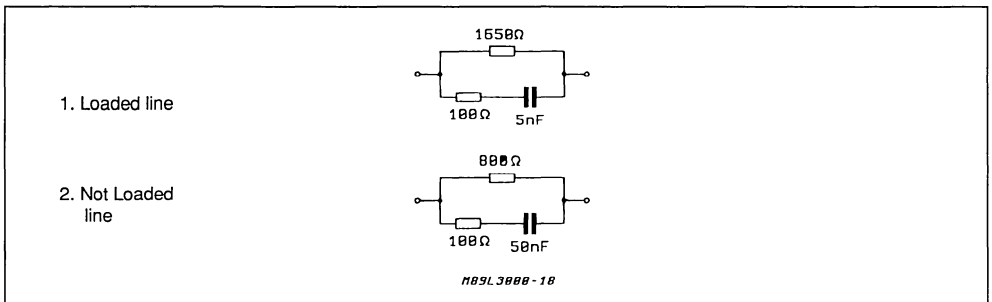 1650Ω
1. Loaded line
100Ω 5nF
800Ω
2. Not Loaded
line
100Ω 50nF
M89L3000-18